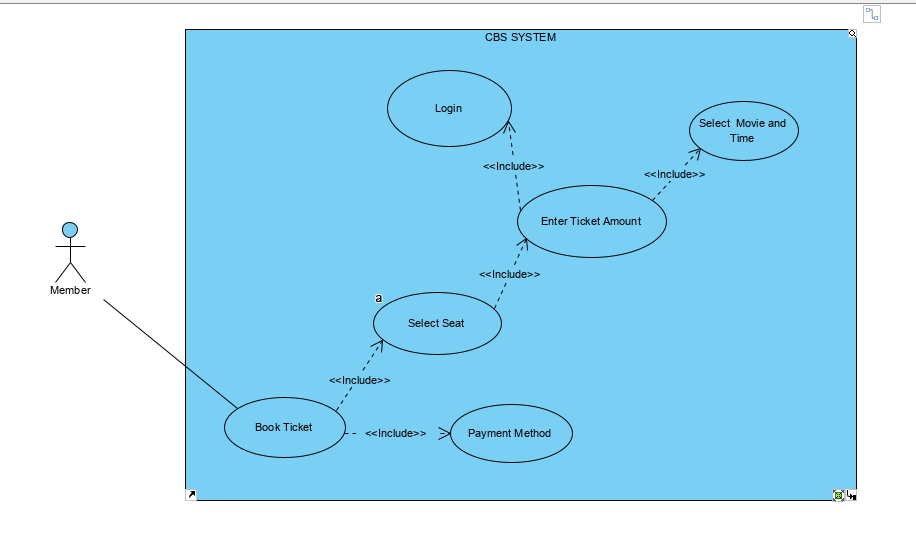 CBS SYSTEM
Login
Select Movie and
Time
<<Include>>
<<Include>>
Enter Ticket Amount
<<Include>>
Member
a
Select Seat
<<Include>>
Book Ticket
<<Include>>
Payment Method